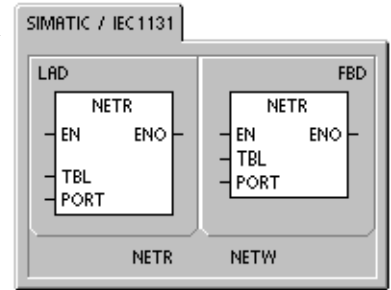 SIMATIC / IEC 1131
LAD
FBD
NETR
EN ENO
TBL
PORT
NETR
EN ENO
TBL
PORT
NETR NETW